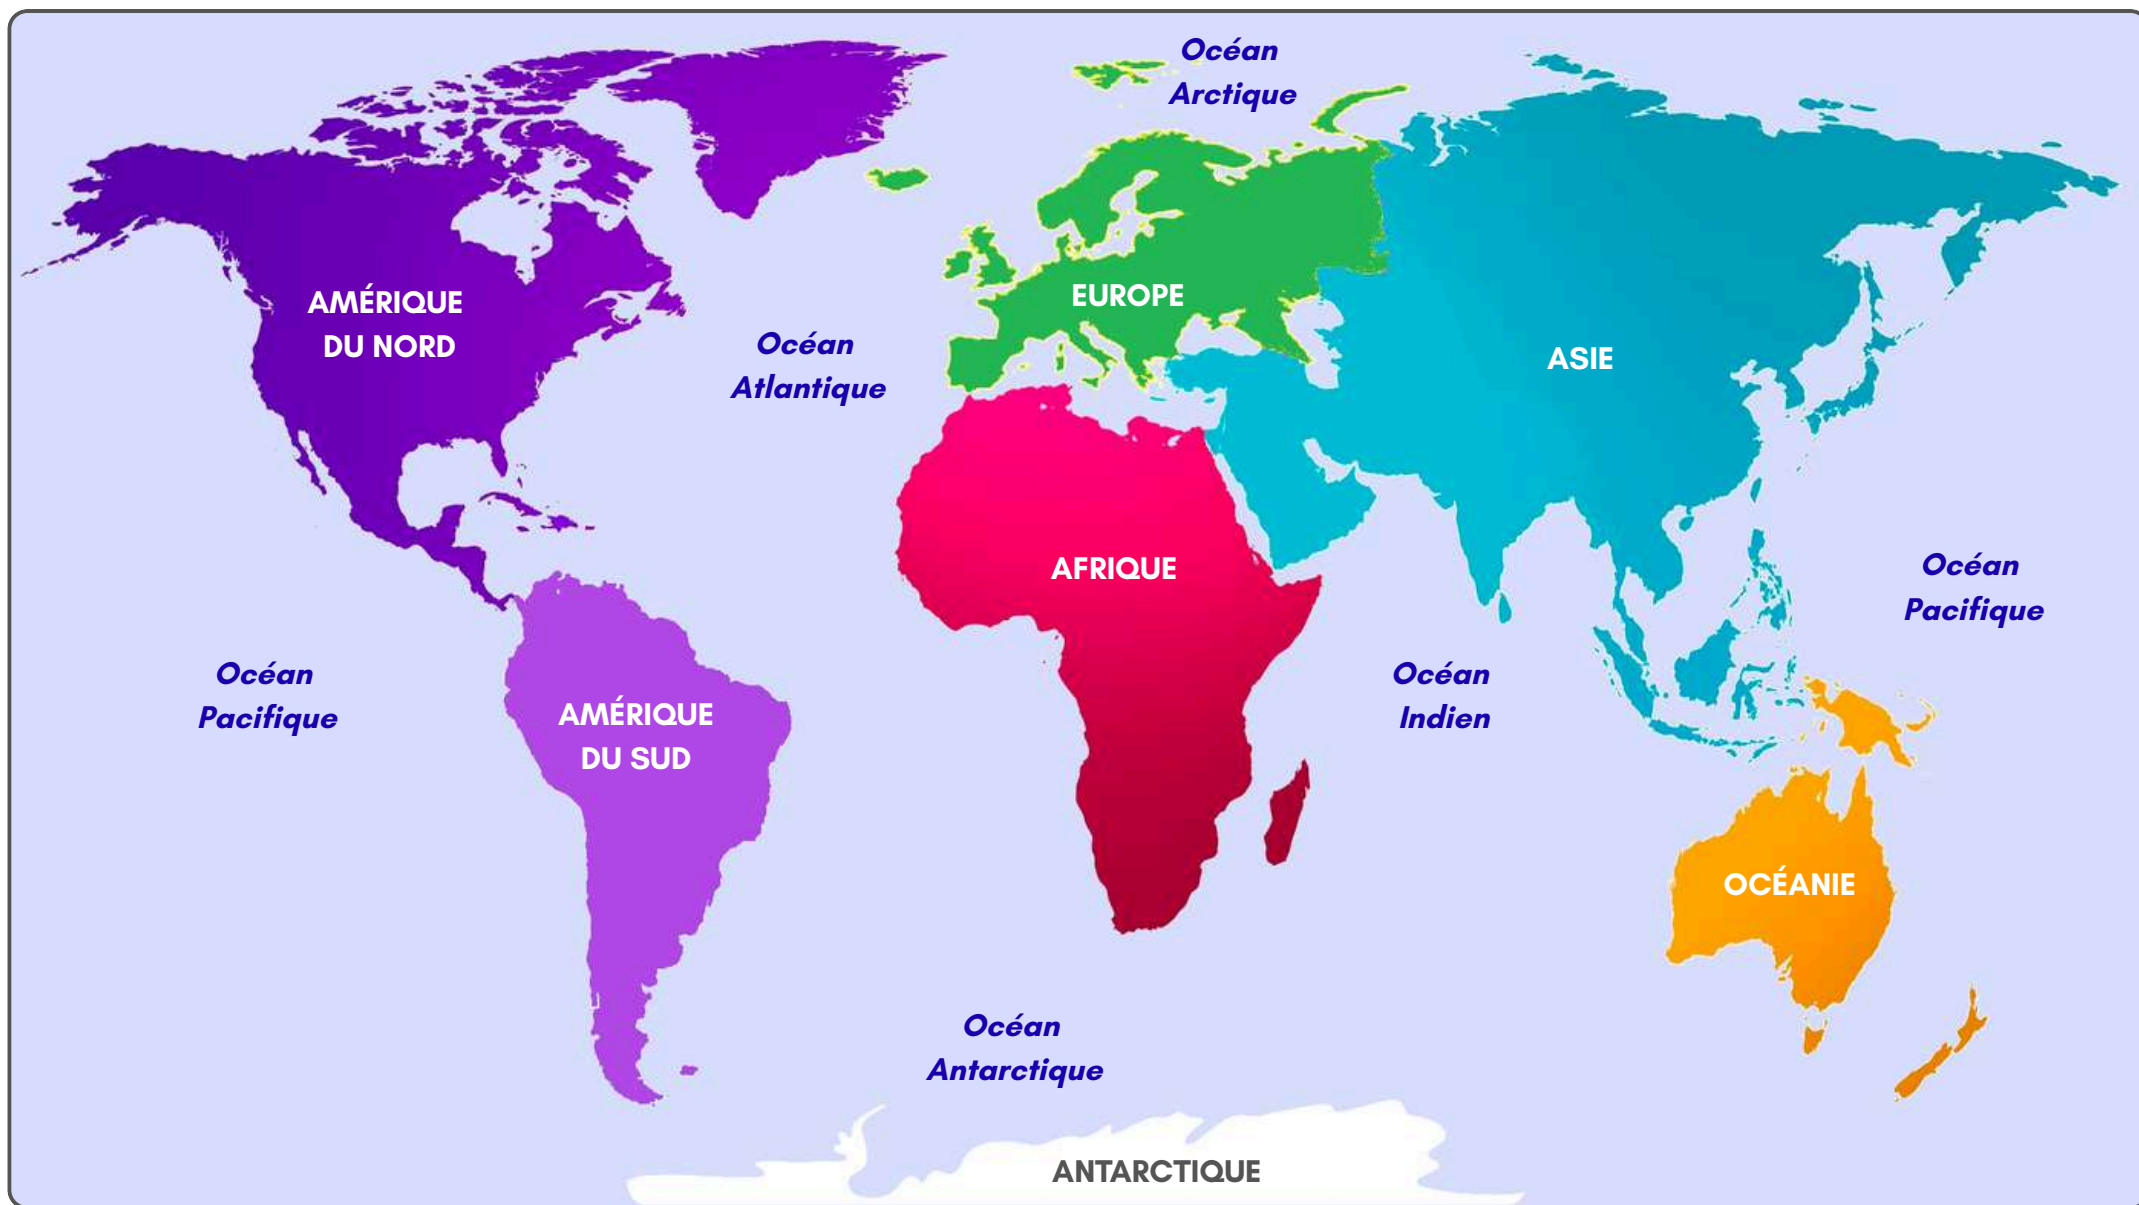 Océan
Arctique
AMÉRIQUE
DU NORD
EUROPE
Océan
Atlantique
ASIE
AFRIQUE
Océan
Pacifique
Océan
Pacifique
AMÉRIQUE
DU SUD
Océan
Indien
OCÉANIE
Océan
Antarctique
ANTARCTIQUE